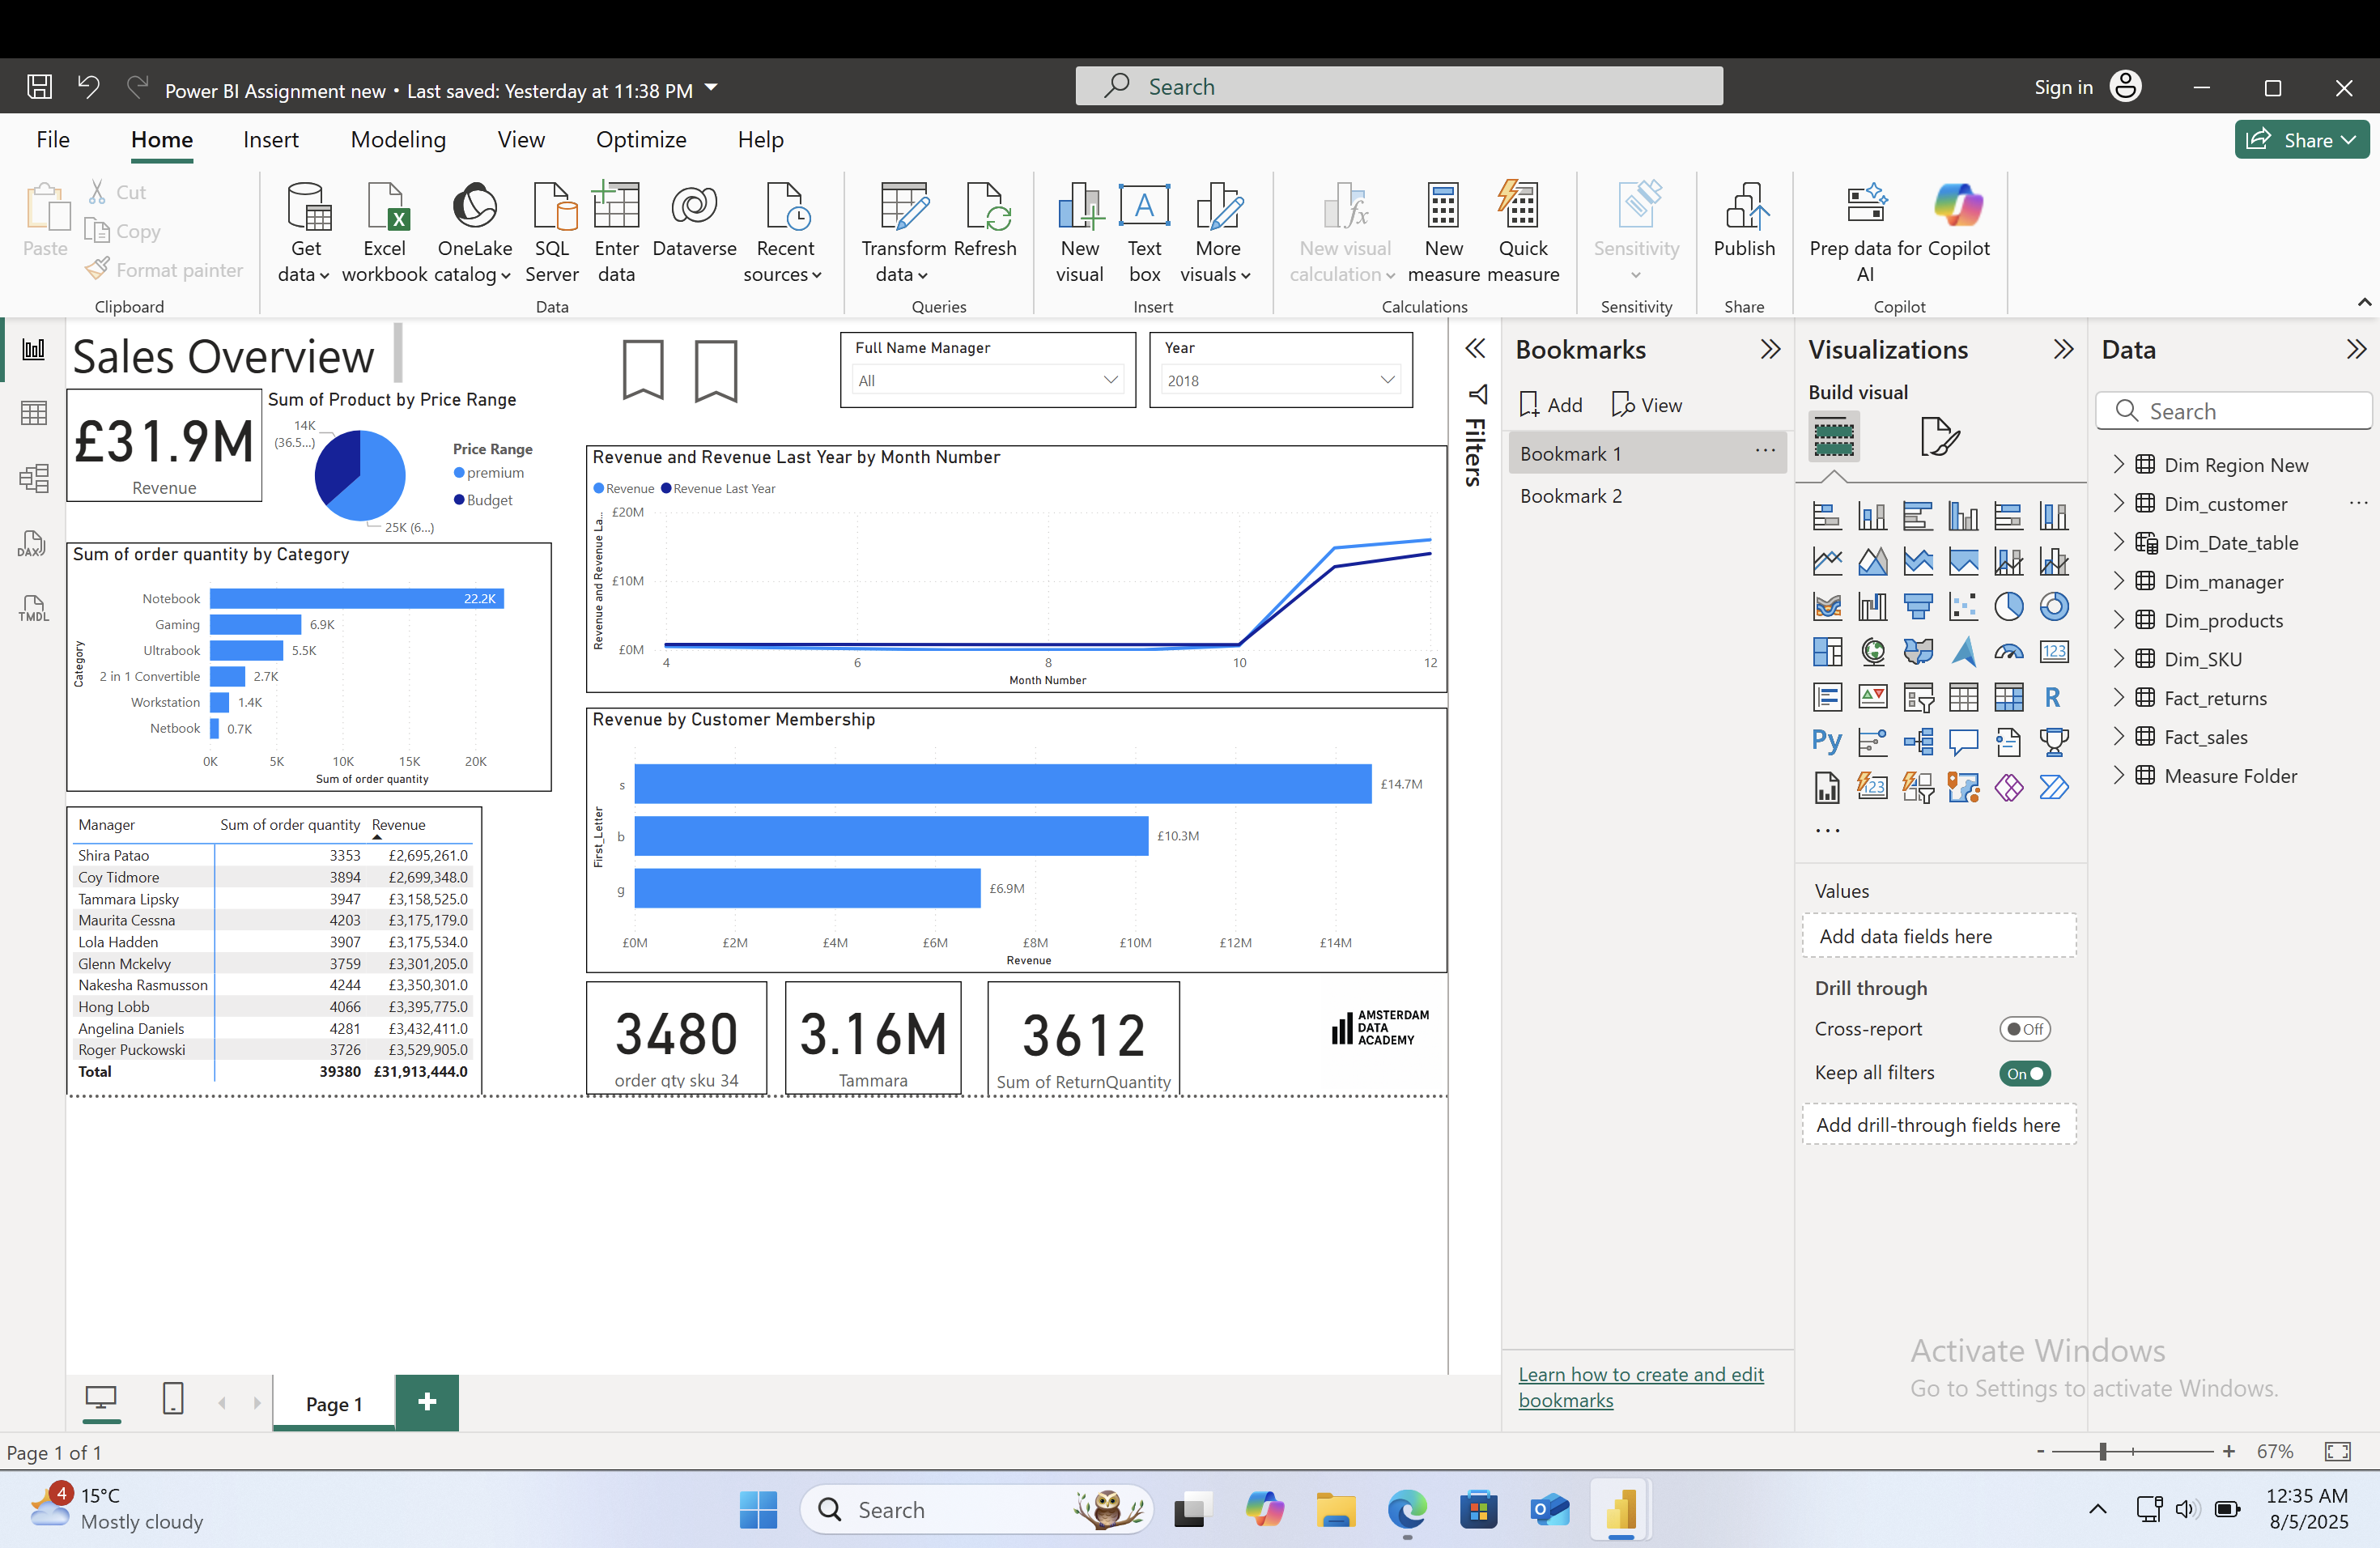 Power BI Assignment new • Last saved: Yesterday at 11:38 PM
Search
Sign in
File
Home
Insert
Modeling
View
Optimize
Help
Share
Paste
Cut
Copy
Format painter
Clipboard
Get data
Excel workbook
OneLake catalog
SQL Server
Enter data
Dataverse
Recent sources
Data
Transform data
Refresh
Queries
New visual
Text box
More visuals
Insert
New visual calculation
New measure
Quick measure
Calculations
Sensitivity
Sensitivity
Publish
Share
Prep data for AI
Copilot
Copilot
DAX
TMDL
Sales Overview
£31.9M
Revenue
Sum of Product by Price Range
14K
(36.5...)
25K (6...)
Price Range
premium
Budget
Full Name Manager
All
Year
2018
Sum of order quantity by Category
Category
Notebook 22.2K
Gaming 6.9K
Ultrabook 5.5K
2 in 1 Convertible 2.7K
Workstation 1.4K
Netbook 0.7K
0K 5K 10K 15K 20K
Sum of order quantity
Revenue and Revenue Last Year by Month Number
Revenue Revenue Last Year
Revenue and Revenue La...
£20M
£10M
£0M
4 6 8 10 12
Month Number
Revenue by Customer Membership
First_Letter
s £14.7M
b £10.3M
g £6.9M
£0M £2M £4M £6M £8M £10M £12M £14M
Revenue
Manager Sum of order quantity Revenue
Shira Patao 3353 £2,695,261.0
Coy Tidmore 3894 £2,699,348.0
Tammara Lipsky 3947 £3,158,525.0
Maurita Cessna 4203 £3,175,179.0
Lola Hadden 3907 £3,175,534.0
Glenn Mckelvy 3759 £3,301,205.0
Nakesha Rasmusson 4244 £3,350,301.0
Hong Lobb 4066 £3,395,775.0
Angelina Daniels 4281 £3,432,411.0
Roger Puckowski 3726 £3,529,905.0
Total 39380 £31,913,444.0
3480
order qty sku 34
3.16M
Tammara
3612
Sum of ReturnQuantity
AMSTERDAM
DATA
ACADEMY
Filters
Bookmarks
Add
View
Bookmark 1
Bookmark 2
Learn how to create and edit
bookmarks
Visualizations
Build visual
123
R
Py
123
Values
Add data fields here
Drill through
Cross-report Off
Keep all filters On
Add drill-through fields here
Data
Search
Dim Region New
Dim_customer
Dim_Date_table
Dim_manager
Dim_products
Dim_SKU
Fact_returns
Fact_sales
Measure Folder
Activate Windows
Go to Settings to activate Windows.
Page 1
Page 1 of 1
67%
4
15°C
Mostly cloudy
Search
12:35 AM
8/5/2025